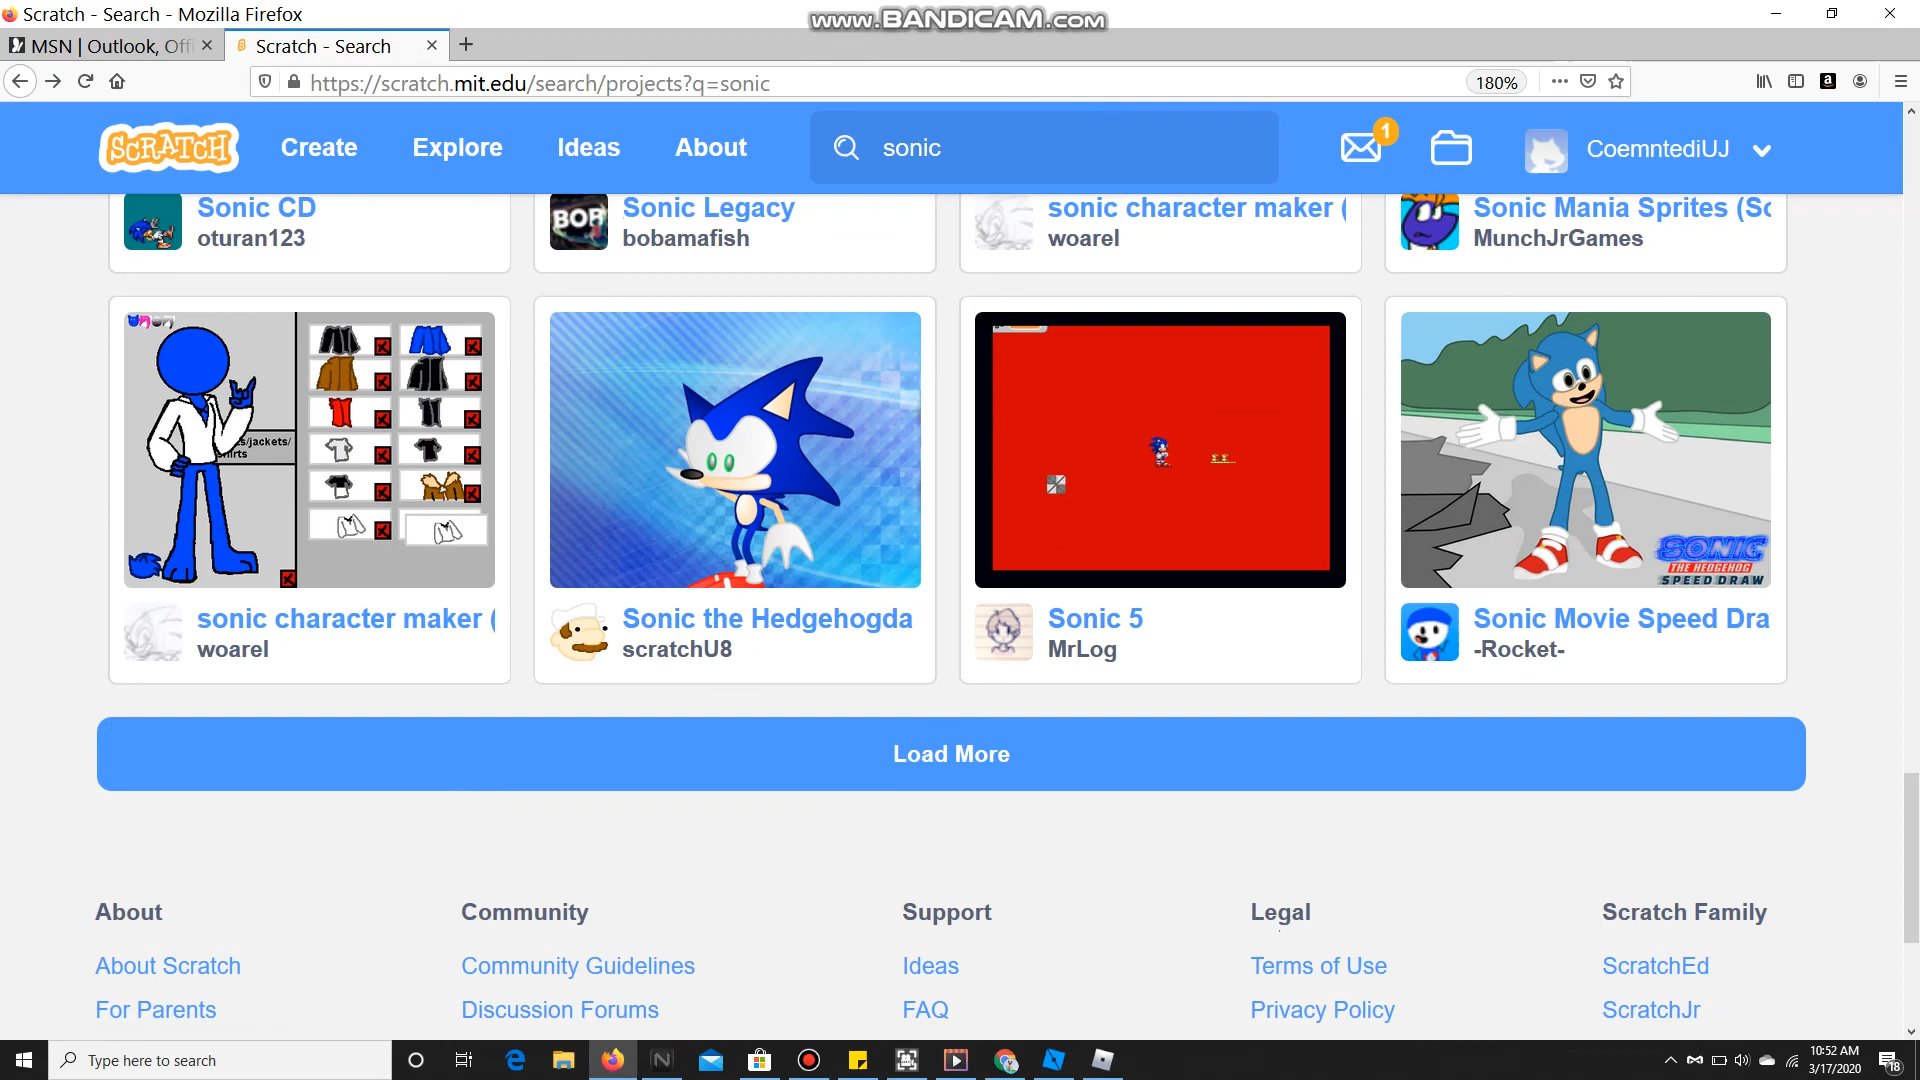 Scratch - Search - Mozilla Firefox
www.BANDICAM.com
MSN | Outlook, Off
Scratch - Search
https://scratch.mit.edu/search/projects?q=sonic
180%
SCRATCH
Create
Explore
Ideas
About
sonic
1
CoemntediUJ
Sonic CD
oturan123
BOB
Sonic Legacy
bobamafish
sonic character maker (
woarel
Sonic Mania Sprites (Sc
MunchJrGames
s/jackets/
SONIC
THE HEDGEHOG
SPEED DRAW
sonic character maker (
woarel
Sonic the Hedgehogda
scratchU8
Sonic 5
MrLog
Sonic Movie Speed Dra
-Rocket-
Load More
About
Community
Support
Legal
Scratch Family
About Scratch
Community Guidelines
Ideas
Terms of Use
ScratchEd
For Parents
Discussion Forums
FAQ
Privacy Policy
ScratchJr
Type here to search
10:52 AM
3/17/2020
18